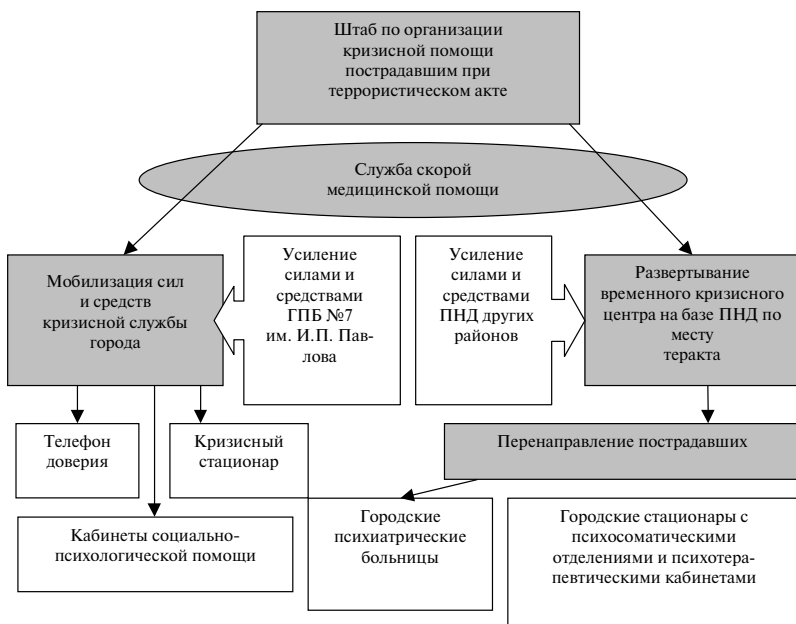 Штаб по организации
кризисной помощи
пострадавшим при
террористическом акте
Служба скорой
медицинской помощи
Мобилизация сил
и средств
кризисной службы
города
Усиление
силами и
средствами
ГПБ №7
им. И.П. Пав-
лова
Усиление
силами и
средствами
ПНД других
районов
Развертывание
временного кризисного
центра на базе ПНД по
месту
теракта
Телефон
доверия
Кризисный
стационар
Перенаправление пострадавших
Кабинеты социально-
психологической помощи
Городские
психиатрические
больницы
Городские стационары с
психосоматическими
отделениями и психотера-
певтическими кабинетами